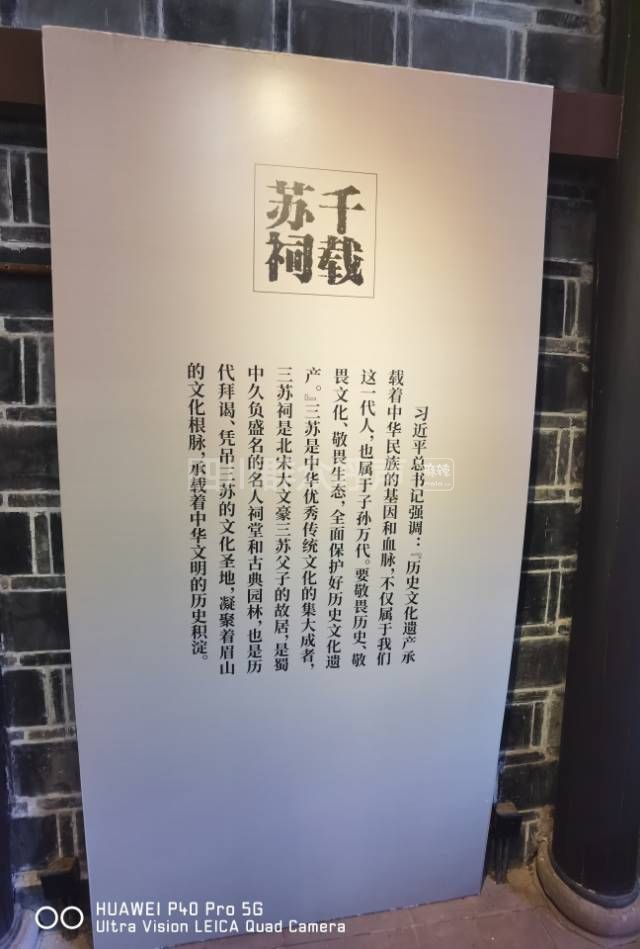 千载
苏祠
习近平总书记强调：『历史文化遗产承
载着中华民族的基因和血脉，不仅属于我们
这一代人，也属于子孙万代。要敬畏历史、敬
畏文化、敬畏生态，全面保护好历史文化遗
产。』三苏是中华优秀传统文化的集大成者，
三苏祠是北宋大文豪三苏父子的故居，是蜀
中久负盛名的名人祠堂和古典园林，也是历
代拜谒、凭吊三苏的文化圣地，凝聚着眉山
的文化根脉，承载着中华文明的历史积淀。
HUAWEI P40 Pro 5G
Ultra Vision LEICA Quad Camera